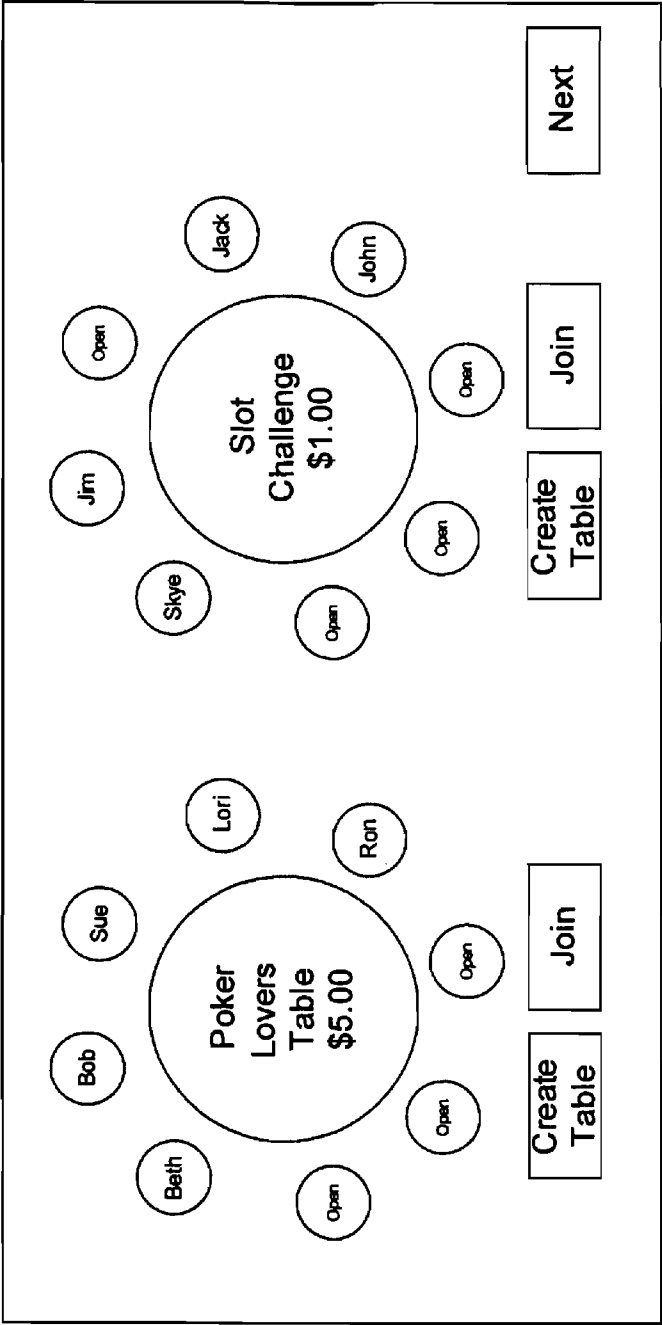 Bob
Sue
Beth
Lori
Poker
Lovers
Table
$5.00
Open
Ron
Open
Open
Create
Table
Join
Jim
Open
Skye
Jack
Slot
Challenge
$1.00
Open
John
Open
Open
Create
Table
Join
Next